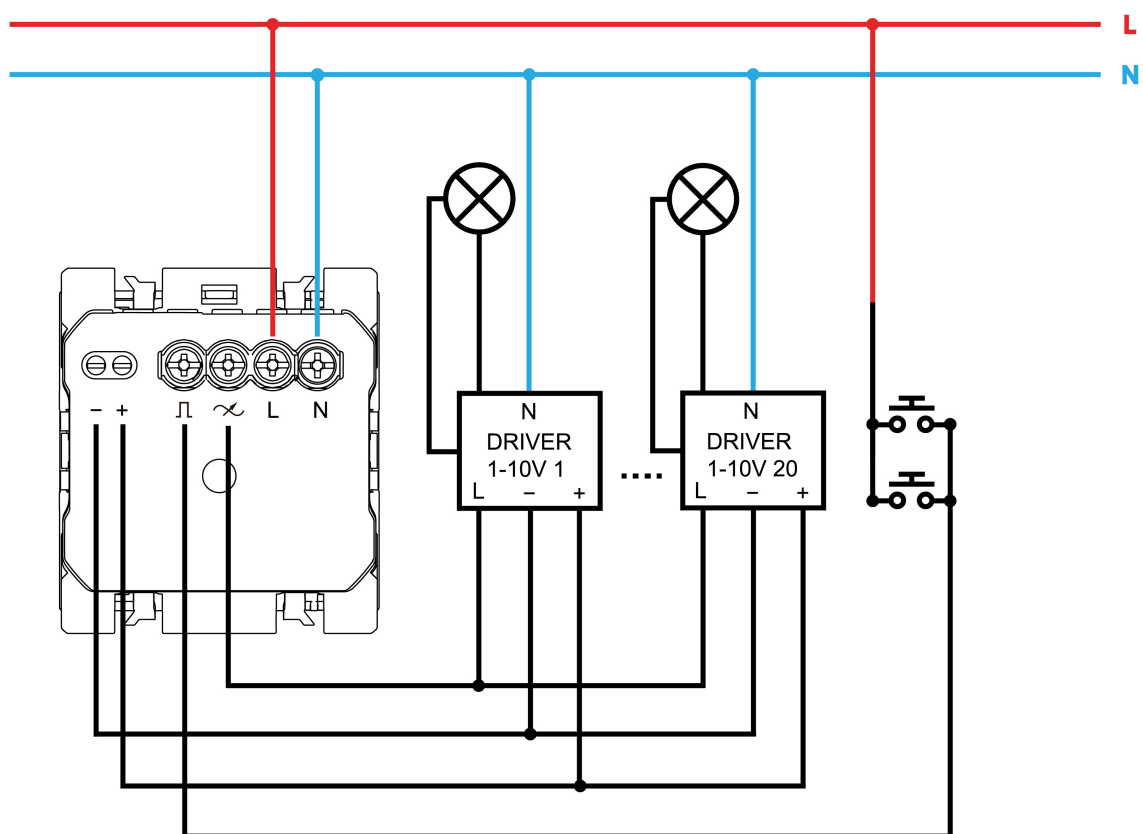 L
N
- + L N
N
DRIVER
1-10V 1
L - +
.....
N
DRIVER
1-10V 20
L - +